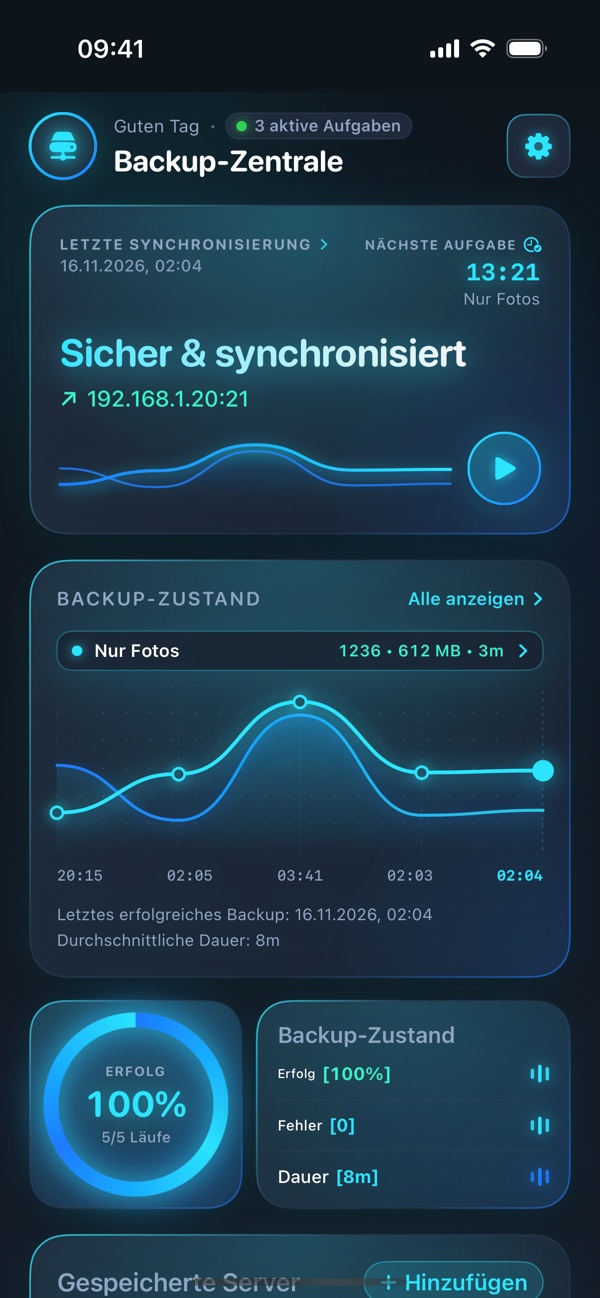 09:41
Guten Tag • 3 aktive Aufgaben
Backup-Zentrale
LETZTE SYNCHRONISIERUNG
16.11.2026, 02:04
NÄCHSTE AUFGABE
13:21
Nur Fotos
Sicher & synchronisiert
192.168.1.20:21
BACKUP-ZUSTAND
Alle anzeigen
Nur Fotos 1236 • 612 MB • 3m
20:15 02:05 03:41 02:03 02:04
Letztes erfolgreiches Backup: 16.11.2026, 02:04
Durchschnittliche Dauer: 8m
ERFOLG
100%
5/5 Läufe
Backup-Zustand
Erfolg [100%]
Fehler [0]
Dauer [8m]
Gespeicherte Server
+ Hinzufügen